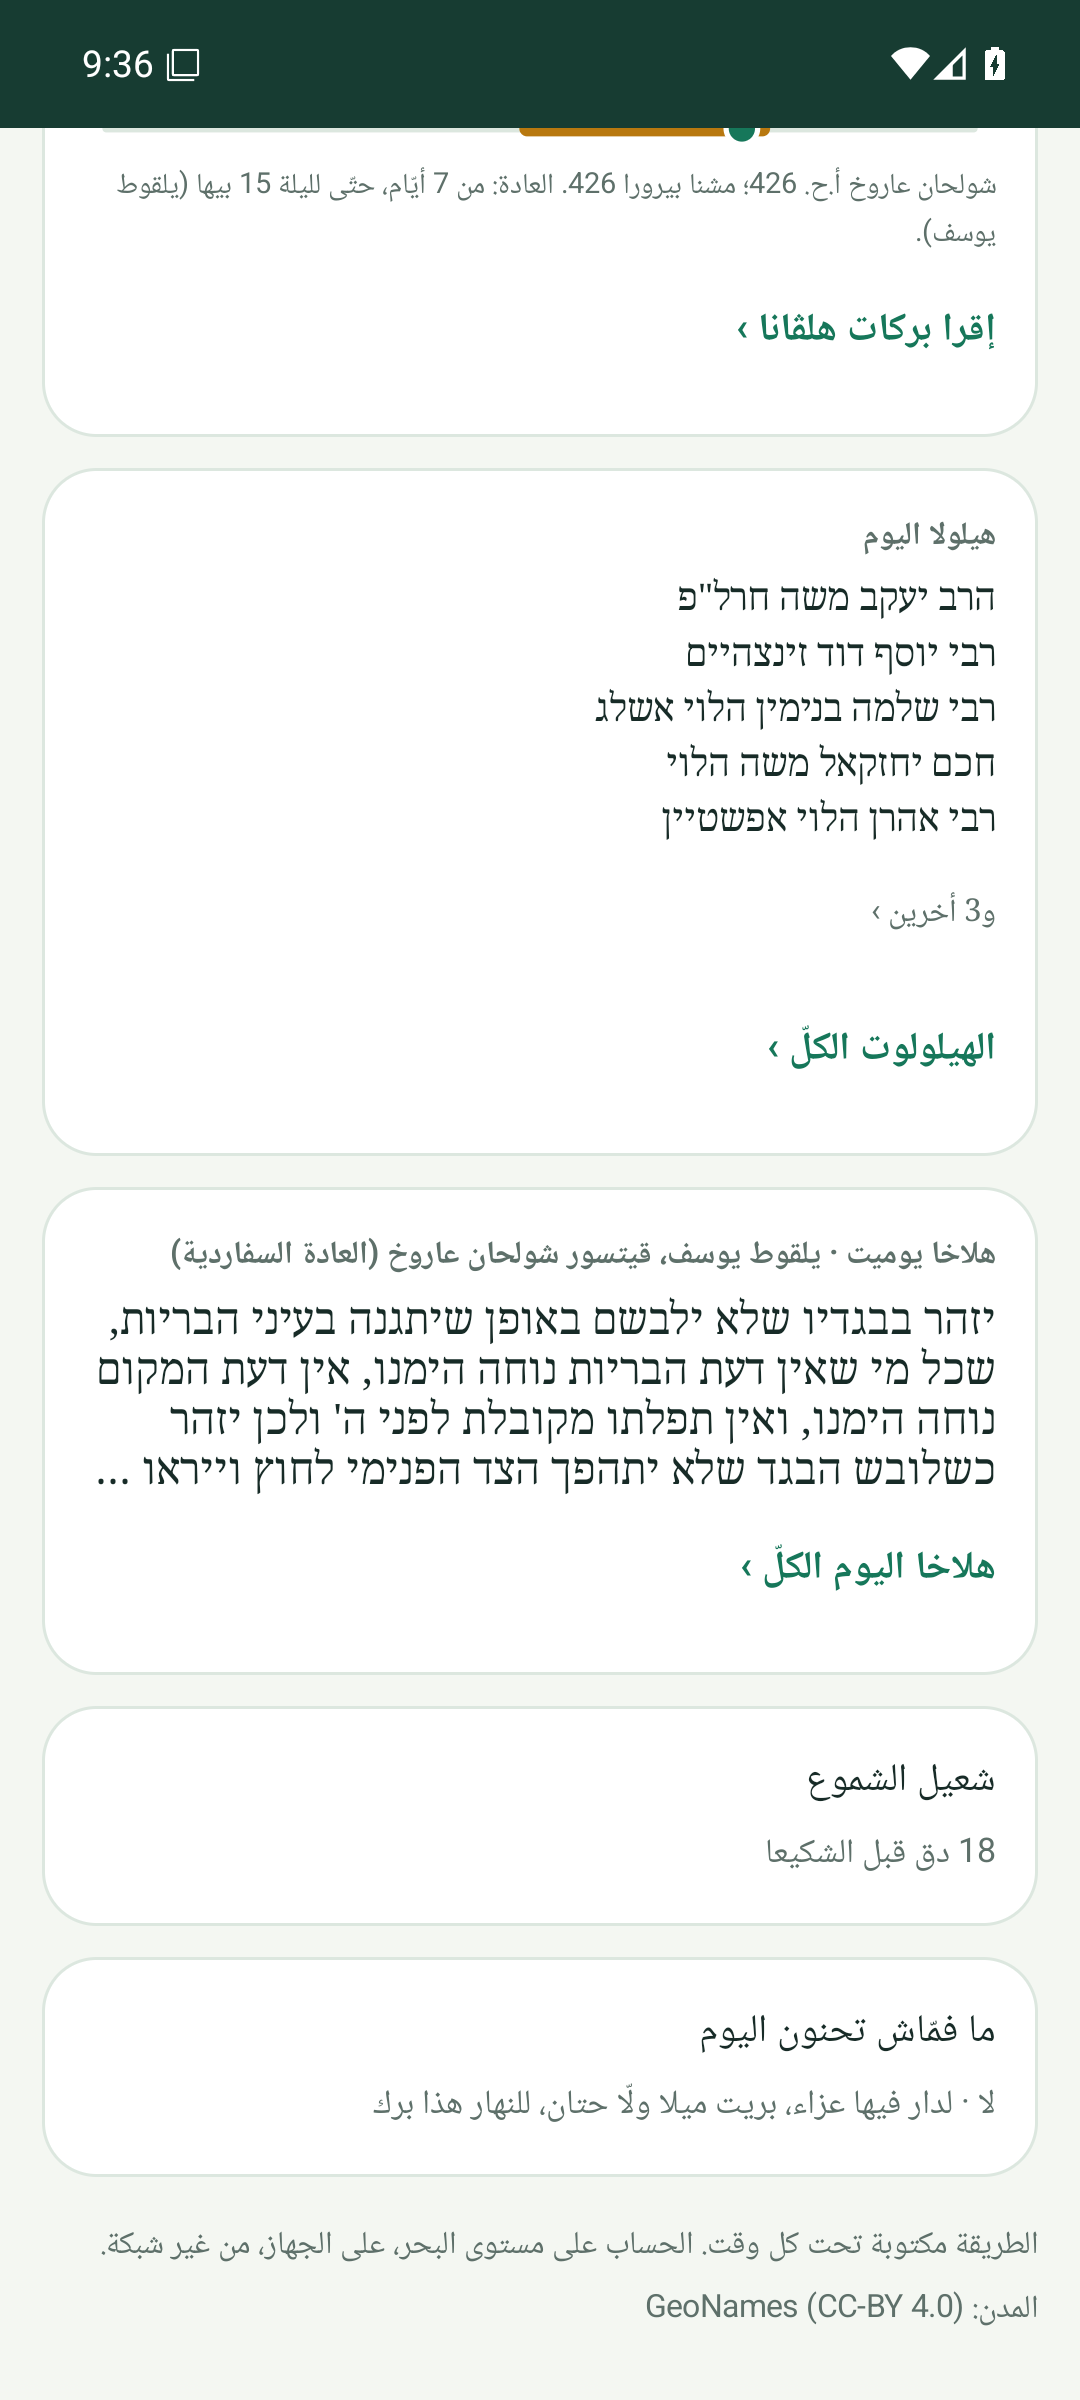 9:36
شولحان عاروخ أ.ح. 426؛ مشنا بيرورا 426. العادة: من 7 أيّام، حتّى لليلة 15 بيها (يلقوط
يوسف).
إقرا بركات هلڤانا ›
هيلولا اليوم
הרב יעקב משה חרל"פ
רבי יוסף דוד זינצהיים
רבי שלמה בנימין הלוי אשלג
חכם יחזקאל משה הלוי
רבי אהרן הלוי אפשטיין
و3 أخرين ›
الهيلولوت الكلّ ›
هلاخا يوميت · يلقوط يوسف، قيتسور شولحان عاروخ (العادة السفاردية)
יזהר בבגדיו שלא ילבשם באופן שיתגנה בעיני הבריות,
שכל מי שאין דעת הבריות נוחה הימנו, אין דעת המקום
נוחה הימנו, ואין תפלתו מקובלת לפני ה' ולכן יזהר
כשלובש הבגד שלא יתהפך הצד הפנימי לחוץ וייראו ...
هلاخا اليوم الكلّ ›
شعيل الشموع
18 دق قبل الشكيعا
ما فمّاش تحنون اليوم
لا · لدار فيها عزاء، بريت ميلا ولّا حتان، للنهار هذا برك
الطريقة مكتوبة تحت كل وقت. الحساب على مستوى البحر، على الجهاز، من غير شبكة.
المدن: GeoNames (CC-BY 4.0)